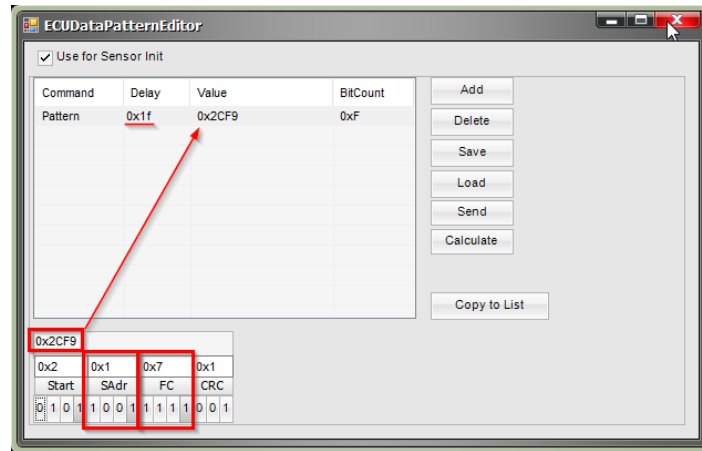 ECUDataPatternEditor
Use for Sensor Init
Command Delay Value BitCount
Pattern 0x1f 0x2CF9 0xF
Add
Delete
Save
Load
Send
Calculate
Copy to List
0x2CF9
0x2 0x1 0x7 0x1
Start SAdr FC CRC
0 1 0 1 1 0 0 1 1 1 1 1 0 0 1